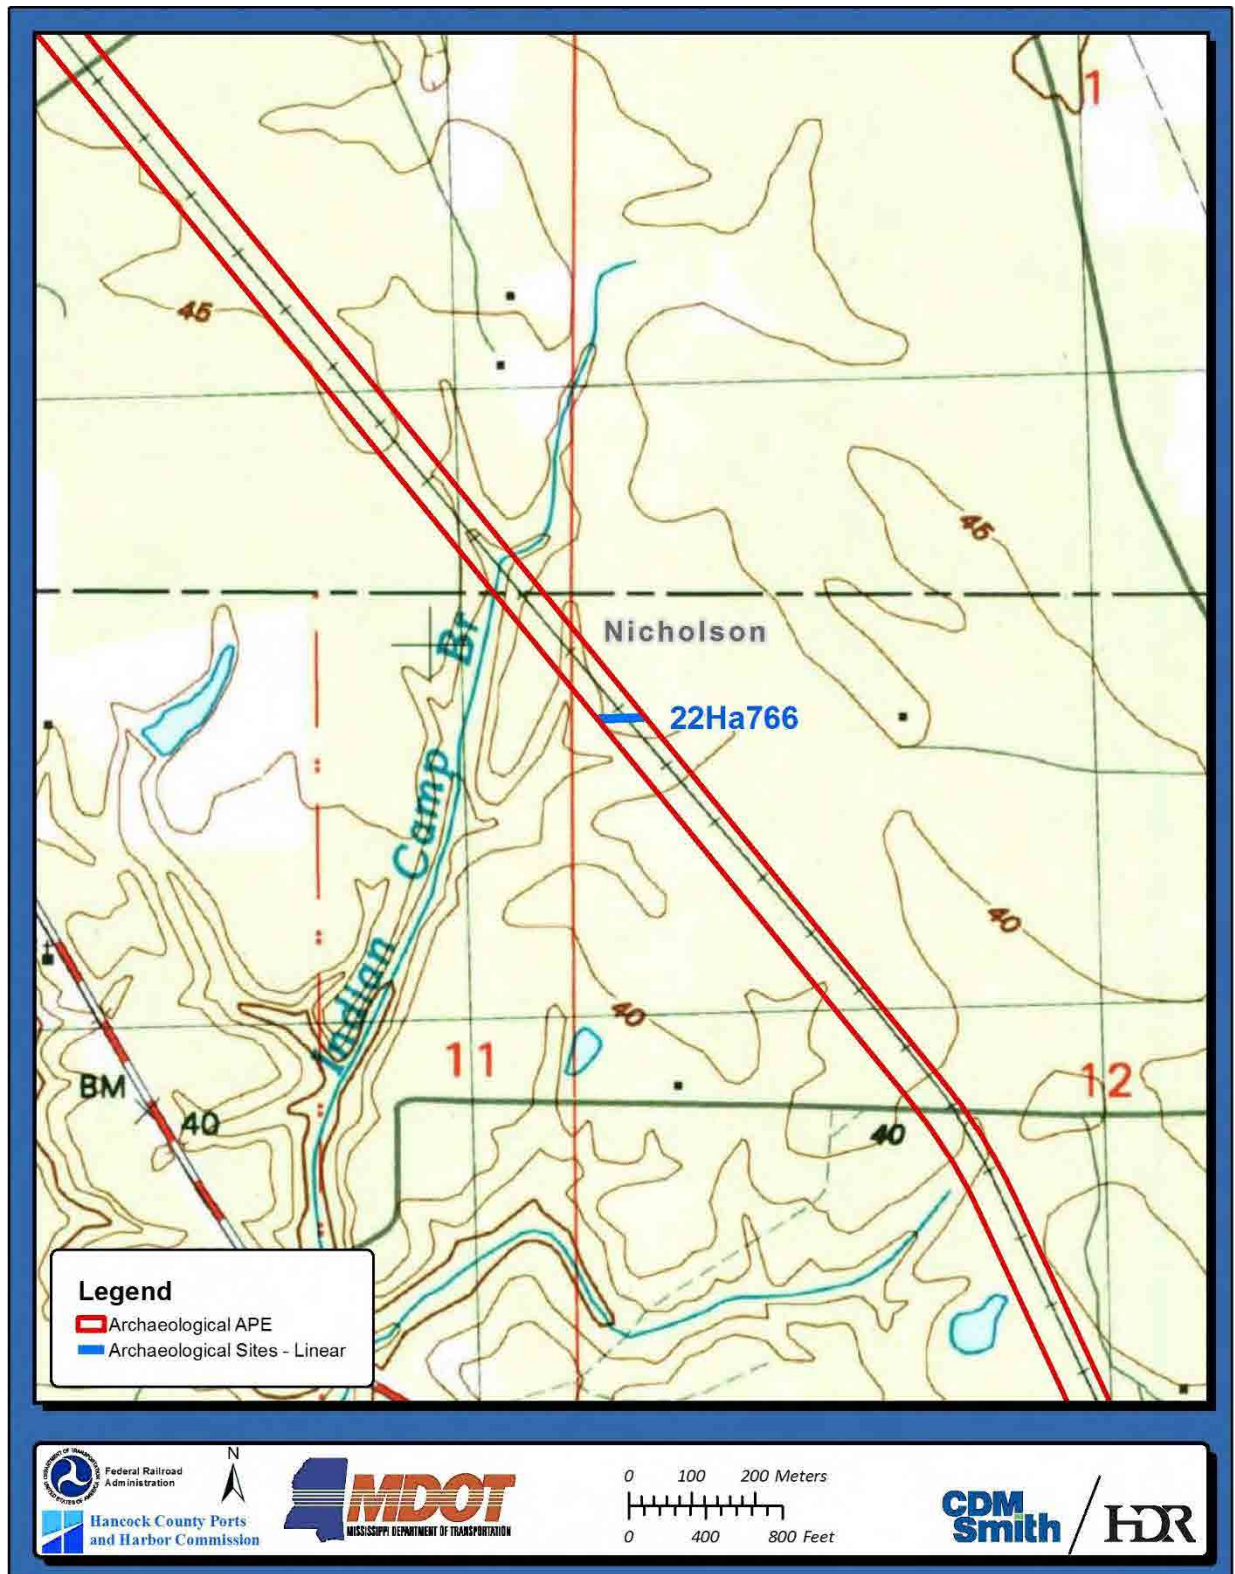 1
45
45
Nicholson
22Ha766
Indian Camp Br
40
40
11
12
BM
40
40
Legend
Archaeological APE
Archaeological Sites - Linear
Federal Railroad
Administration
Hancock County Ports
and Harbor Commission
N
MDOT
MISSISSIPPI DEPARTMENT OF TRANSPORTATION
0 100 200 Meters
0 400 800 Feet
CDM
Smith
HDR